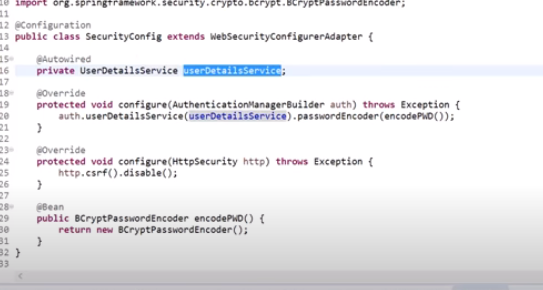 10 import org.springframework.security.crypto.bcrypt.BCryptPasswordEncoder;
12 @Configuration
13 public class SecurityConfig extends WebSecurityConfigurerAdapter {
15 @Autowired
16 private UserDetailsService userDetailsService;
17
18 @Override
19 protected void configure(AuthenticationManagerBuilder auth) throws Exception {
20 auth.userDetailsService(userDetailsService).passwordEncoder(encodePWD());
21 }
22
23 @Override
24 protected void configure(HttpSecurity http) throws Exception {
25 http.csrf().disable();
26 }
27
28 @Bean
29 public BCryptPasswordEncoder encodePWD() {
30 return new BCryptPasswordEncoder();
31 }
32 }
33